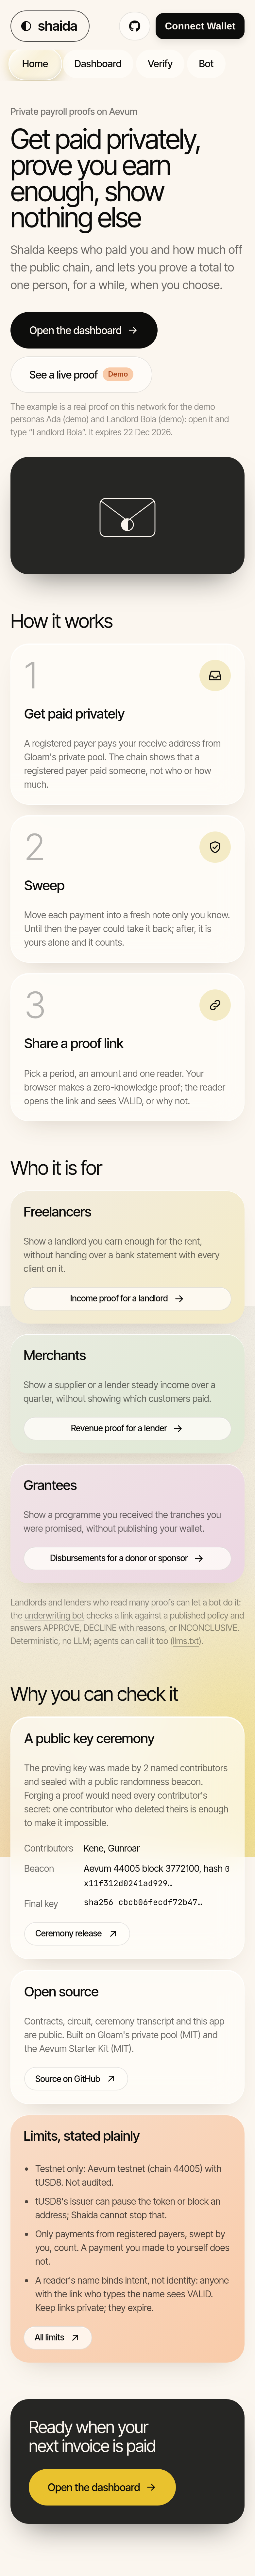 shaida
Connect Wallet
Home
Dashboard
Verify
Bot
Private payroll proofs on Aevum
Get paid privately,
prove you earn
enough, show
nothing else
Shaida keeps who paid you and how much off
the public chain, and lets you prove a total to
one person, for a while, when you choose.
Open the dashboard →
See a live proof Demo
The example is a real proof on this network for the demo
personas Ada (demo) and Landlord Bola (demo): open it and
type “Landlord Bola”. It expires 22 Dec 2026.
How it works
1
Get paid privately
A registered payer pays your receive address from
Gloam's private pool. The chain shows that a
registered payer paid someone, not who or how
much.
2
Sweep
Move each payment into a fresh note only you know.
Until then the payer could take it back; after, it is
yours alone and it counts.
3
Share a proof link
Pick a period, an amount and one reader. Your
browser makes a zero-knowledge proof; the reader
opens the link and sees VALID, or why not.
Who it is for
Freelancers
Show a landlord you earn enough for the rent,
without handing over a bank statement with every
client on it.
Income proof for a landlord →
Merchants
Show a supplier or a lender steady income over a
quarter, without showing which customers paid.
Revenue proof for a lender →
Grantees
Show a programme you received the tranches you
were promised, without publishing your wallet.
Disbursements for a donor or sponsor →
Landlords and lenders who read many proofs can let a bot do it:
the underwriting bot checks a link against a published policy and
answers APPROVE, DECLINE with reasons, or INCONCLUSIVE.
Deterministic, no LLM; agents can call it too (llms.txt).
Why you can check it
A public key ceremony
The proving key was made by 2 named contributors
and sealed with a public randomness beacon.
Forging a proof would need every contributor's
secret: one contributor who deleted theirs is enough
to make it impossible.
Contributors Kene, Gunroar
Beacon Aevum 44005 block 3772100, hash 0
x11f312d0241ad929…
Final key sha256 cbcb06fecdf72b47…
Ceremony release ↗
Open source
Contracts, circuit, ceremony transcript and this app
are public. Built on Gloam's private pool (MIT) and
the Aevum Starter Kit (MIT).
Source on GitHub ↗
Limits, stated plainly
• Testnet only: Aevum testnet (chain 44005) with
tUSD8. Not audited.
• tUSD8's issuer can pause the token or block an
address; Shaida cannot stop that.
• Only payments from registered payers, swept by
you, count. A payment you made to yourself does
not.
• A reader's name binds intent, not identity: anyone
with the link who types the name sees VALID.
Keep links private; they expire.
All limits ↗
Ready when your
next invoice is paid
Open the dashboard →